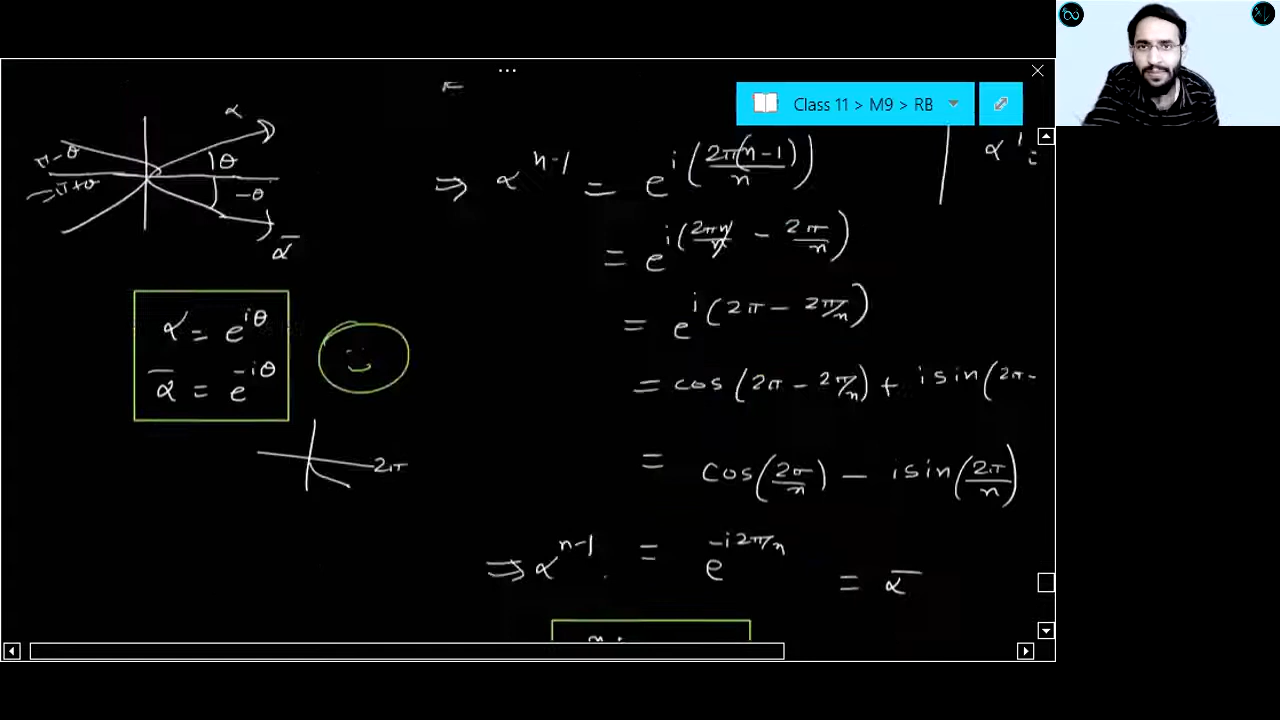 Class 11 > M9 > RB
α
π-θ
θ
=π+θ
-θ
ᾱ
⇒ α^{n-1} = e^{i(2π(n-1)/n)}
α^1 =
= e^{i(2πn/n - 2π/n)}
= e^{i(2π - 2π/n)}
α = e^{iθ}
ᾱ = e^{-iθ}
= cos(2π - 2π/n) + i sin(2π -
2π
= cos(2π/n) - i sin(2π/n)
⇒ α^{n-1} = e^{-i2π/n} = ᾱ